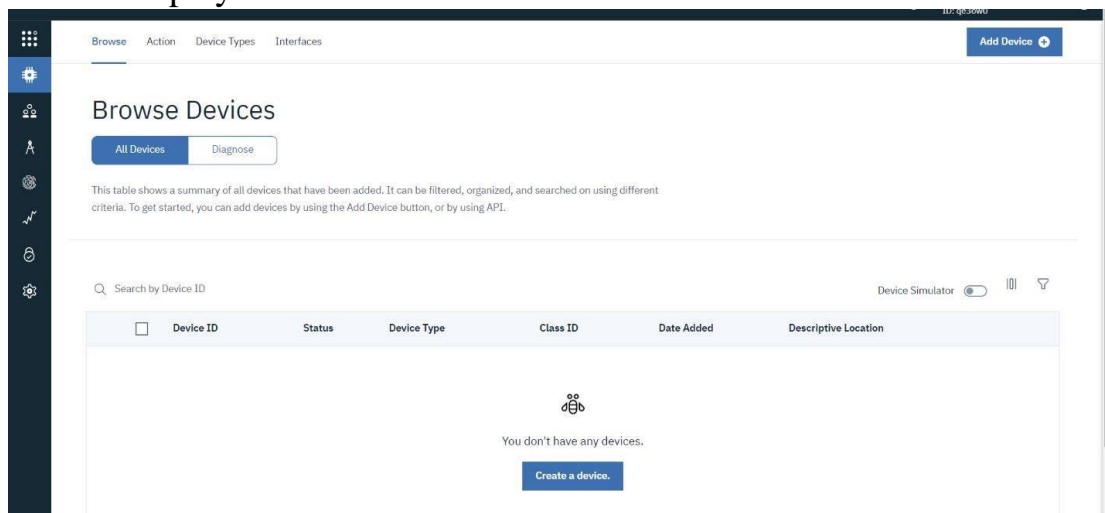 ID: qe36w0
Browse Action Device Types Interfaces
Add Device
Browse Devices
All Devices Diagnose
This table shows a summary of all devices that have been added. It can be filtered, organized, and searched on using different
criteria. To get started, you can add devices by using the Add Device button, or by using API.
Search by Device ID
Device Simulator
Device ID Status Device Type Class ID Date Added Descriptive Location
You don't have any devices.
Create a device.